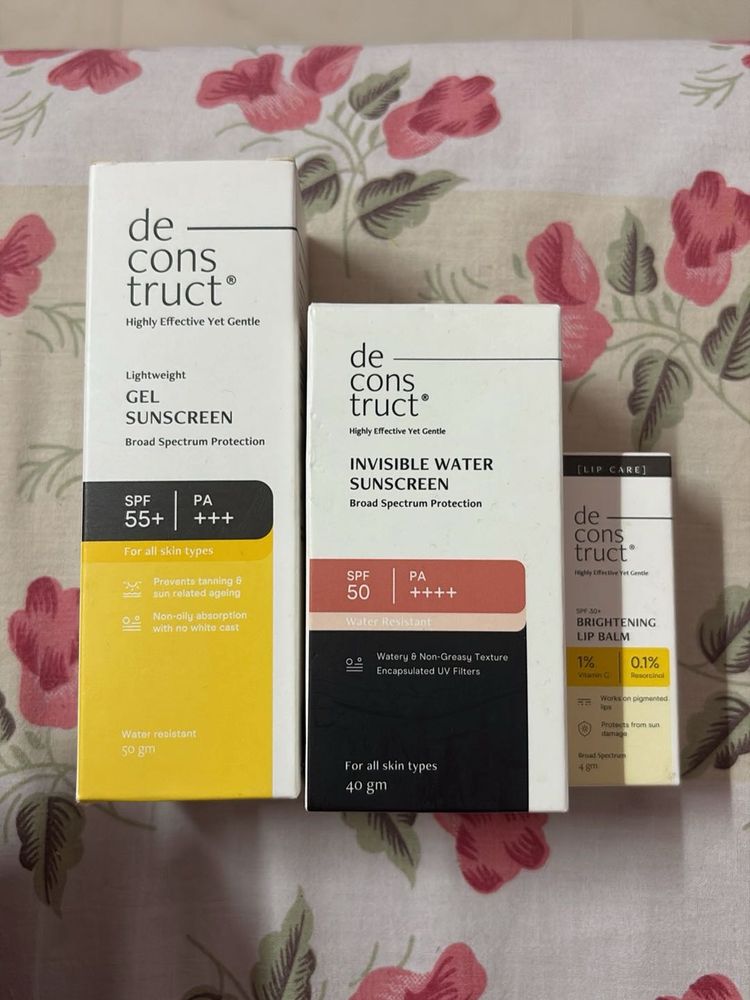 de
cons
truct®
Highly Effective Yet Gentle
Lightweight
GEL
SUNSCREEN
Broad Spectrum Protection
SPF
55+
PA
+++
For all skin types
Prevents tanning &
sun related ageing
Non-oily absorption
with no white cast
Water resistant
50 gm
de
cons
truct®
Highly Effective Yet Gentle
INVISIBLE WATER
SUNSCREEN
Broad Spectrum Protection
SPF
50
PA
++++
Water Resistant
Watery & Non-Greasy Texture
Encapsulated UV Filters
For all skin types
40 gm
[LIP CARE]
de
cons
truct®
Highly Effective Yet Gentle
SPF 30+
BRIGHTENING
LIP BALM
1%
Vitamin C
0.1%
Resorcinol
Works on pigmented
lips
Protects from sun
damage
Broad Spectrum
4 gm